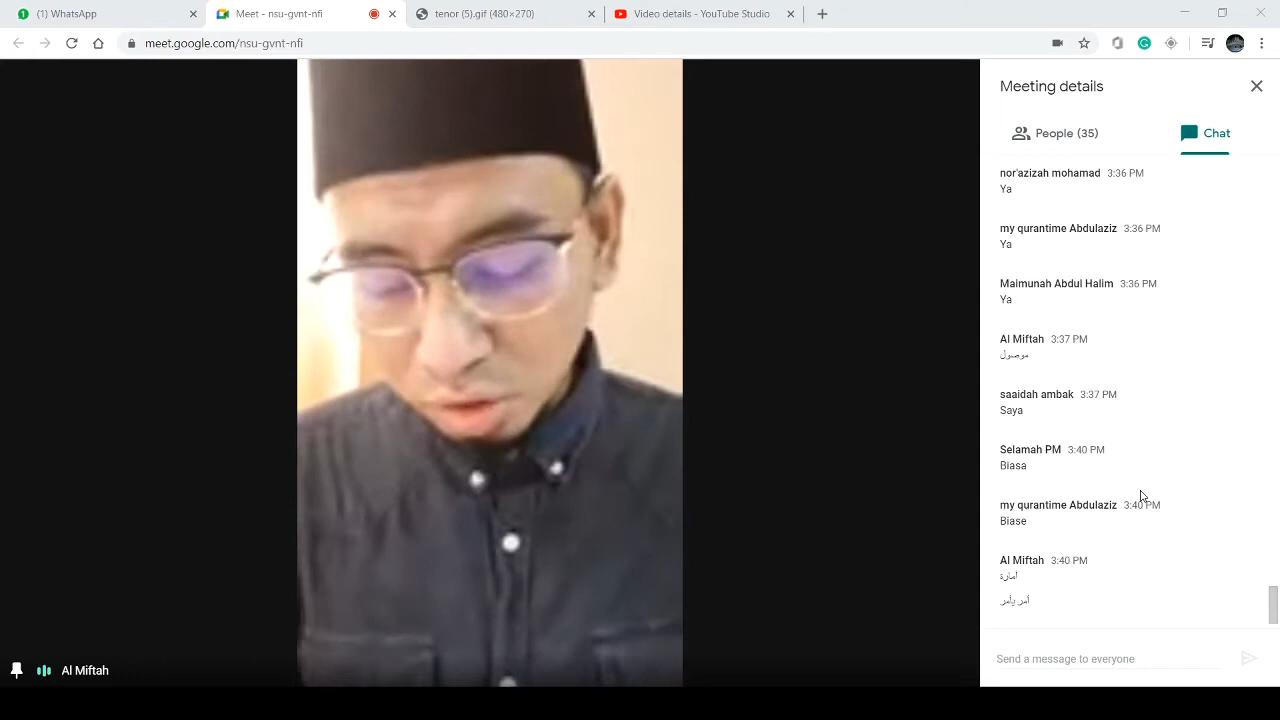 (1) WhatsApp
Meet - nsu-gvnt-nfi
tenor (5).gif (480×270)
Video details - YouTube Studio
meet.google.com/nsu-gvnt-nfi
Meeting details
People (35)
Chat
nor'azizah mohamad 3:36 PM
Ya
my qurantime Abdulaziz 3:36 PM
Ya
Maimunah Abdul Halim 3:36 PM
Ya
Al Miftah 3:37 PM
موصول
saaidah ambak 3:37 PM
Saya
Selamah PM 3:40 PM
Biasa
my qurantime Abdulaziz 3:40 PM
Biase
Al Miftah 3:40 PM
أمارة
أمر يأمر
Send a message to everyone
Al Miftah